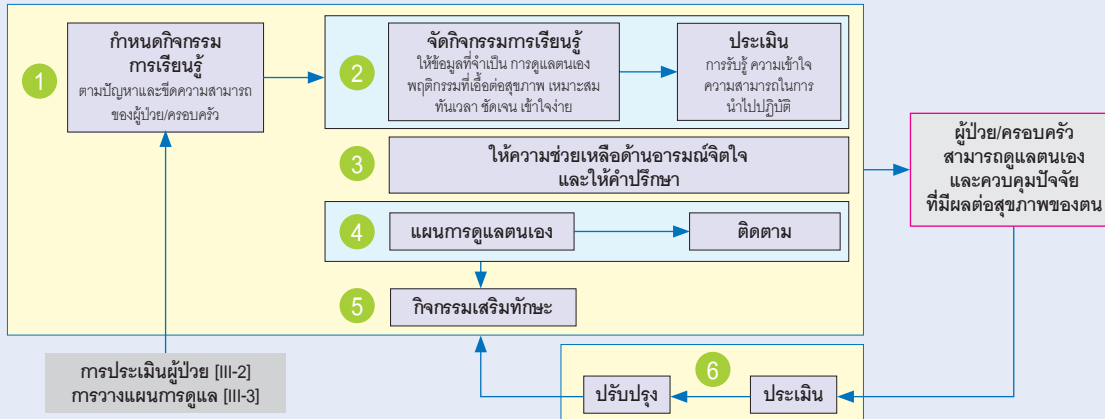 1
กำหนดกิจกรรม
การเรียนรู้
ตามปัญหาและขีดความสามารถ
ของผู้ป่วย/ครอบครัว
2
จัดกิจกรรมการเรียนรู้
ให้ข้อมูลที่จำเป็น การดูแลตนเอง
พฤติกรรมที่เอื้อต่อสุขภาพ เหมาะสม
ทันเวลา ชัดเจน เข้าใจง่าย
ประเมิน
การรับรู้ ความเข้าใจ
ความสามารถในการ
นำไปปฏิบัติ
3
ให้ความช่วยเหลือด้านอารมณ์จิตใจ
และให้คำปรึกษา
4
แผนการดูแลตนเอง
ติดตาม
5
กิจกรรมเสริมทักษะ
ผู้ป่วย/ครอบครัว
สามารถดูแลตนเอง
และควบคุมปัจจัย
ที่มีผลต่อสุขภาพของตน
การประเมินผู้ป่วย [III-2]
การวางแผนการดูแล [III-3]
6
ปรับปรุง
ประเมิน